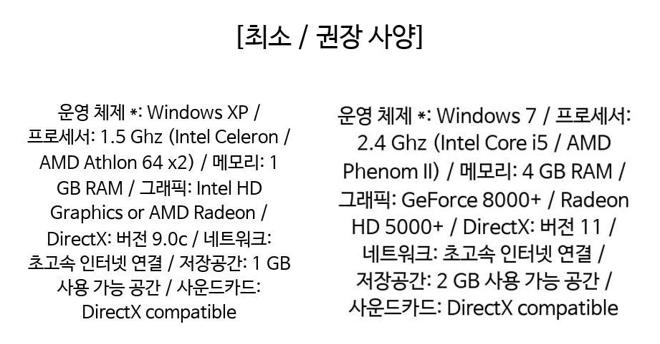 [최소 / 권장 사양]
운영 체제 *: Windows XP /
프로세서: 1.5 Ghz (Intel Celeron /
AMD Athlon 64 x2) / 메모리: 1
GB RAM / 그래픽: Intel HD
Graphics or AMD Radeon /
DirectX: 버전 9.0c / 네트워크:
초고속 인터넷 연결 / 저장공간: 1 GB
사용 가능 공간 / 사운드카드:
DirectX compatible
운영 체제 *: Windows 7 / 프로세서:
2.4 Ghz (Intel Core i5 / AMD
Phenom II) / 메모리: 4 GB RAM /
그래픽: GeForce 8000+ / Radeon
HD 5000+ / DirectX: 버전 11 /
네트워크: 초고속 인터넷 연결 /
저장공간: 2 GB 사용 가능 공간 /
사운드카드: DirectX compatible